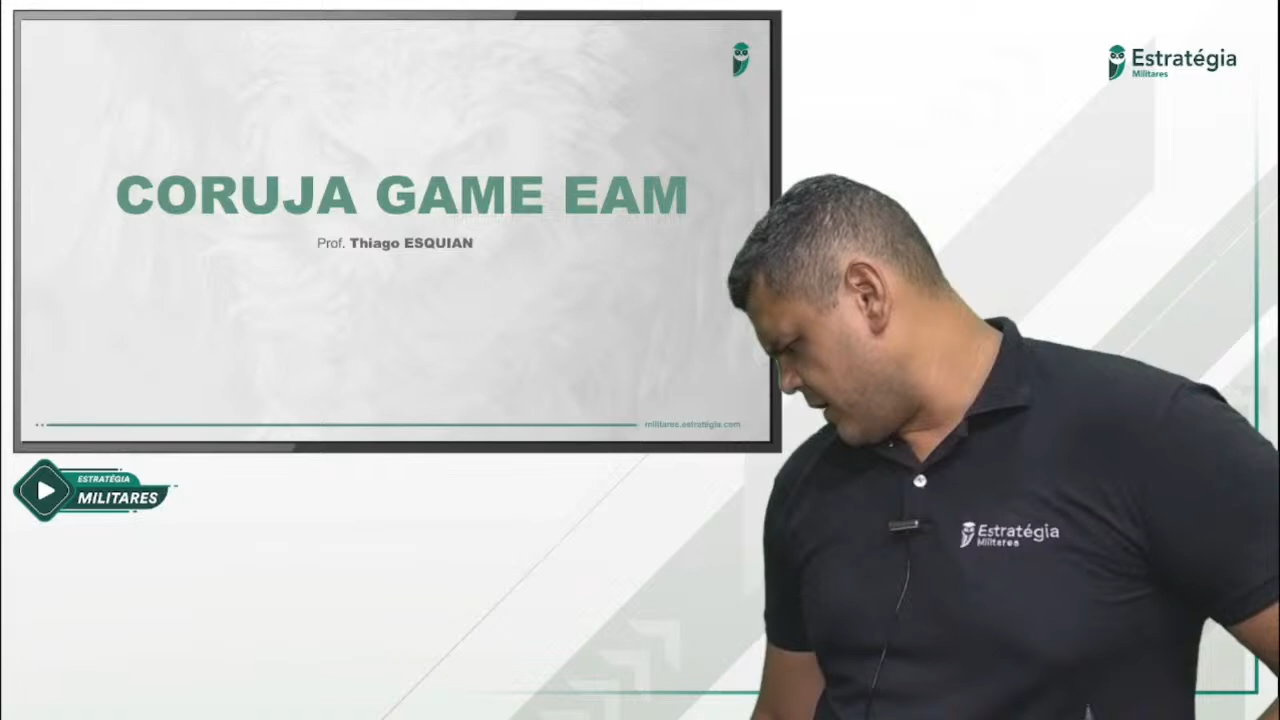 CORUJA GAME EAM
Prof. Thiago ESQUIAN
militares.estrategia.com
Estratégia
Militares
ESTRATÉGIA
MILITARES
Estratégia
Militares